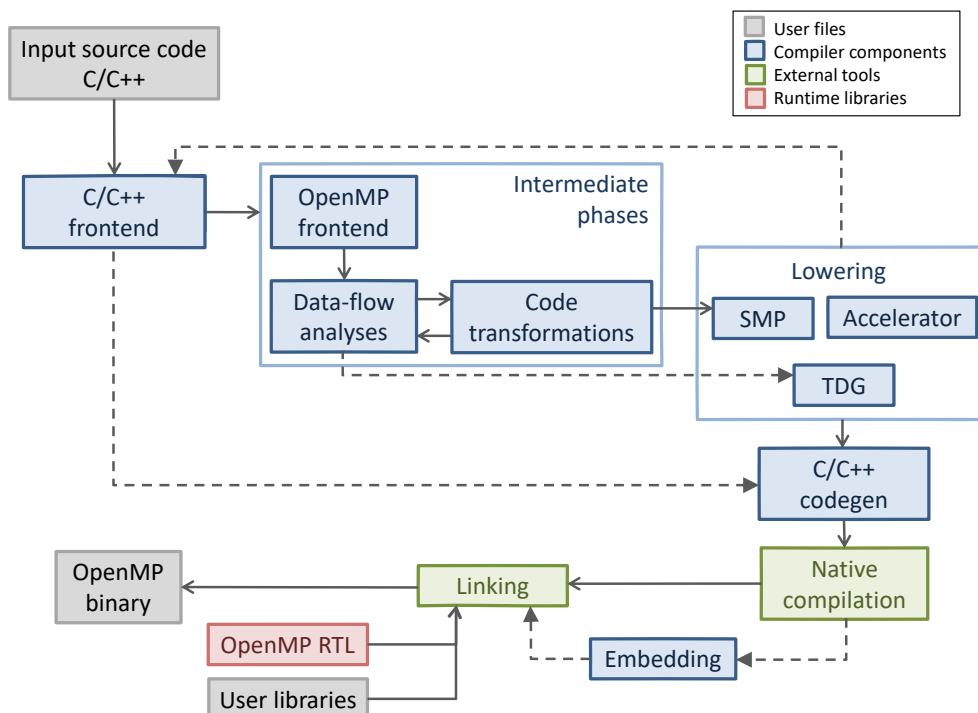 Input source code
C/C++
User files
Compiler components
External tools
Runtime libraries
C/C++
frontend
OpenMP
frontend
Intermediate
phases
Data-flow
analyses
Code
transformations
Lowering
SMP
Accelerator
TDG
C/C++
codegen
OpenMP
binary
Linking
Native
compilation
OpenMP RTL
Embedding
User libraries